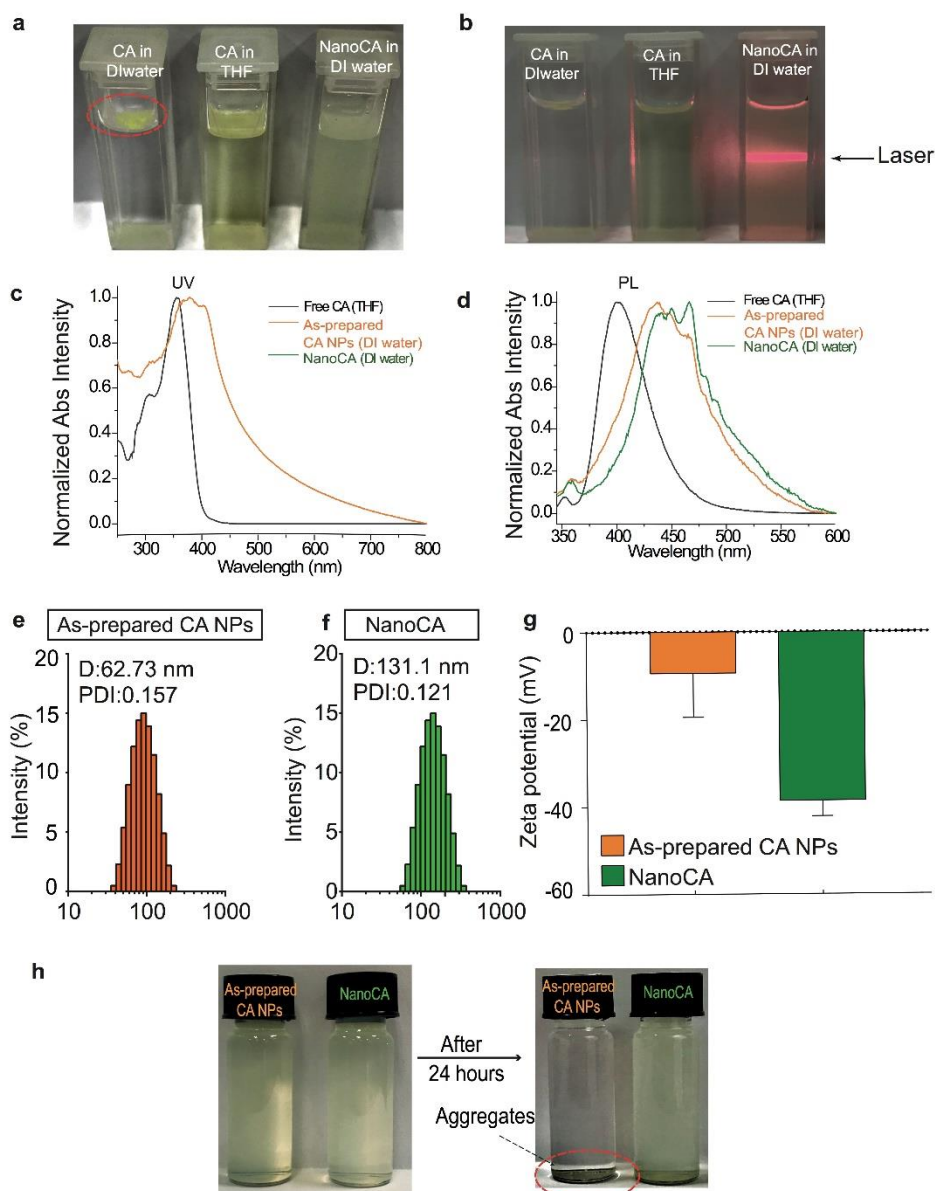 a
CA in
DIwater
CA in
THF
NanoCA in
DI water
b
CA in
DIwater
CA in
THF
NanoCA in
DI water
Laser
c
UV
Normalized Abs Intensity
1.0
0.8
0.6
0.4
0.2
0.0
300
400
500
600
700
800
Wavelength (nm)
Free CA (THF)
As-prepared
CA NPs (DI water)
NanoCA (DI water)
d
PL
Normalized Abs Intensity
1.0
0.8
0.6
0.4
0.2
0.0
350
400
450
500
550
600
Wavelength (nm)
Free CA (THF)
As-prepared
CA NPs (DI water)
NanoCA (DI water)
e
As-prepared CA NPs
D:62.73 nm
PDI:0.157
Intensity (%)
20
15
10
5
0
10
100
1000
f
NanoCA
D:131.1 nm
PDI:0.121
Intensity (%)
20
15
10
5
0
10
100
1000
g
Zeta potential (mV)
0
-20
-40
-60
As-prepared CA NPs
NanoCA
h
As-prepared
CA NPs
NanoCA
After
24 hours
Aggregates
As-prepared
CA NPs
NanoCA